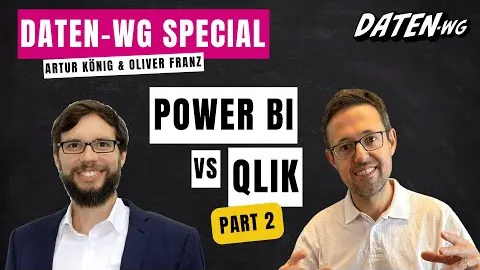 DATEN-WG SPECIAL
DATEN-WG
ARTUR KÖNIG & OLIVER FRANZ
POWER BI
VS
QLIK
PART 2